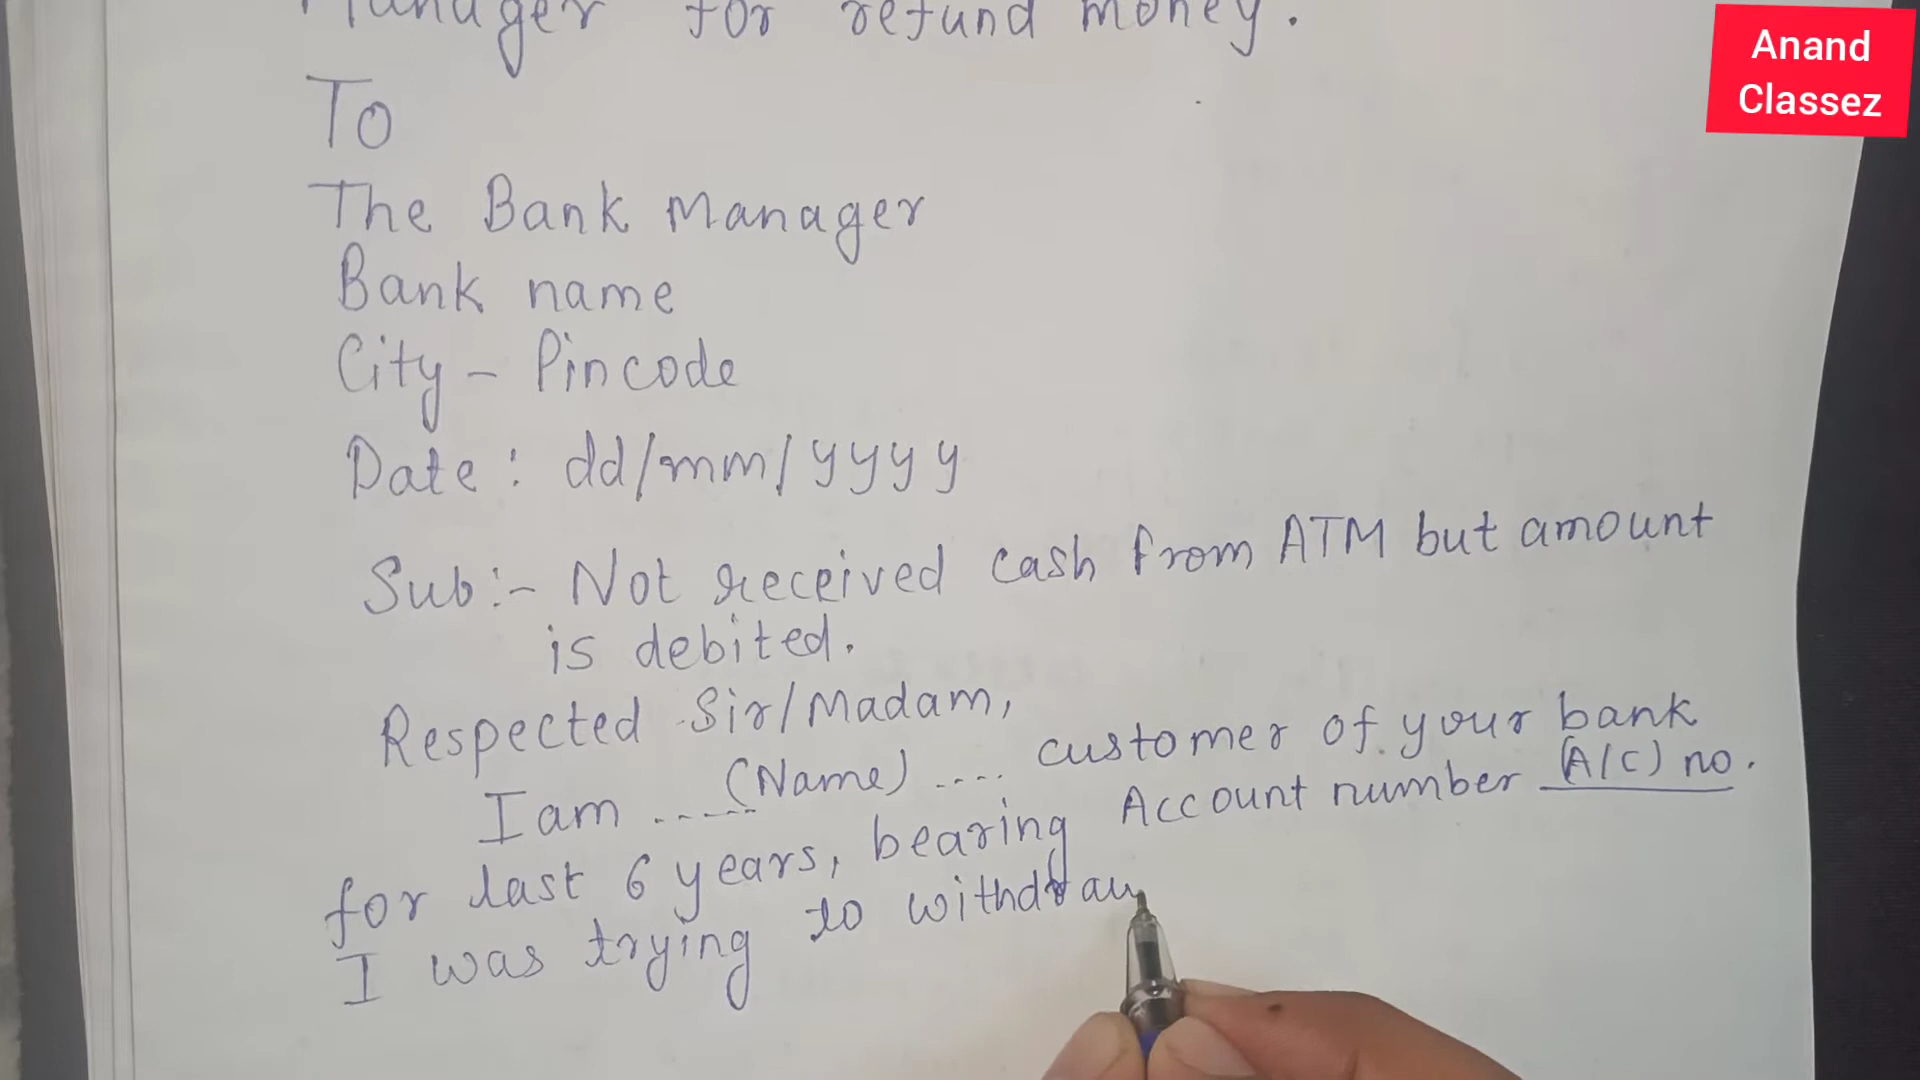 Manager for refund money.
To
The Bank Manager
Bank name
City - Pincode
Date: dd/mm/yyyy
Sub:- Not received cash from ATM but amount
is debited.
Respected Sir/Madam,
I am ......(Name).... customer of your bank
for last 6 years, bearing Account number (A/C) no.
I was trying to withdraw
Anand
Classez